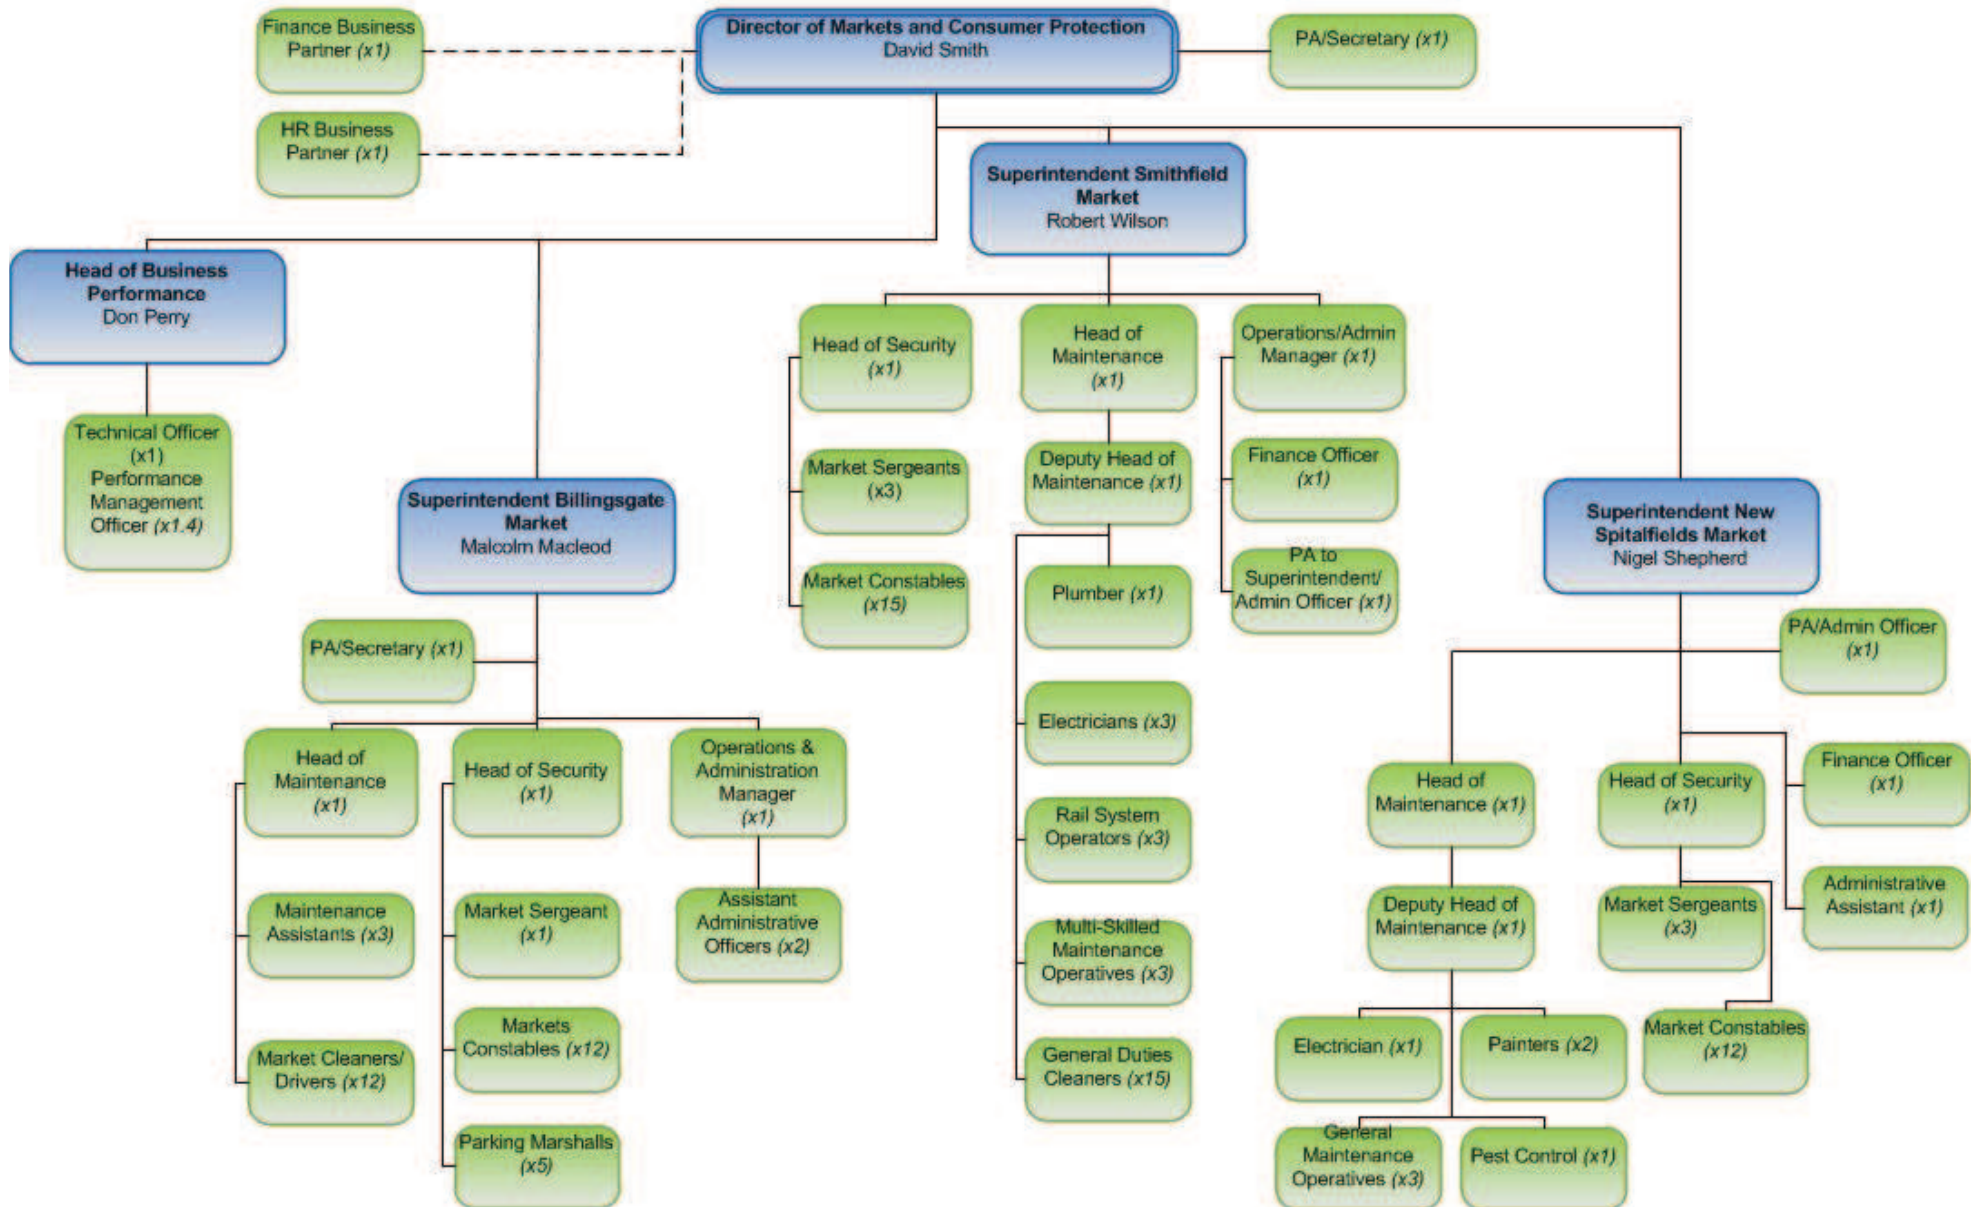 Finance Business
Partner (x1)
Director of Markets and Consumer Protection
David Smith
PA/Secretary (x1)
HR Business
Partner (x1)
Superintendent Smithfield
Market
Robert Wilson
Head of Business
Performance
Don Perry
Technical Officer
(x1)
Performance
Management
Officer (x1.4)
Superintendent Billingsgate
Market
Malcolm Macleod
PA/Secretary (x1)
Head of
Maintenance
(x1)
Maintenance
Assistants (x3)
Market Cleaners/
Drivers (x12)
Head of Security
(x1)
Market Sergeant
(x1)
Markets
Constables (x12)
Parking Marshalls
(x5)
Operations &
Administration
Manager
(x1)
Assistant
Administrative
Officers (x2)
Head of Security
(x1)
Market Sergeants
(x3)
Market Constables
(x15)
Head of
Maintenance
(x1)
Deputy Head of
Maintenance (x1)
Plumber (x1)
Electricians (x3)
Rail System
Operators (x3)
Multi-Skilled
Maintenance
Operatives (x3)
General Duties
Cleaners (x15)
Operations/Admin
Manager (x1)
Finance Officer
(x1)
PA to
Superintendent/
Admin Officer (x1)
Superintendent New
Spitalfields Market
Nigel Shepherd
PA/Admin Officer
(x1)
Head of
Maintenance (x1)
Deputy Head of
Maintenance (x1)
Electrician (x1)
Painters (x2)
General
Maintenance
Operatives (x3)
Pest Control (x1)
Head of Security
(x1)
Market Sergeants
(x3)
Market Constables
(x12)
Finance Officer
(x1)
Administrative
Assistant (x1)